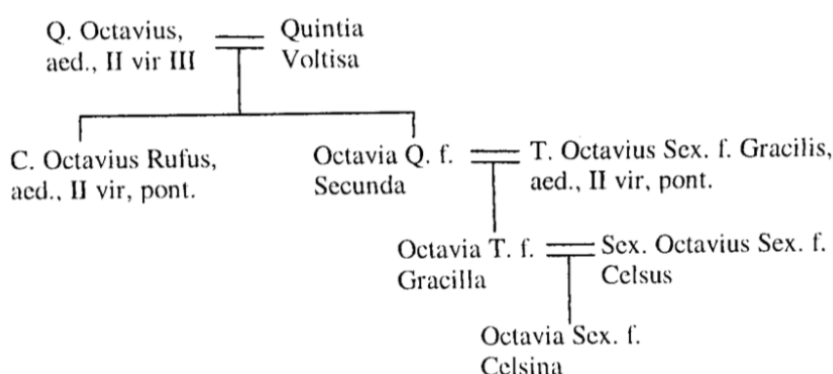 Q. Octavius,
aed., II vir III
Quintia
Voltisa
C. Octavius Rufus,
aed., II vir, pont.
Octavia Q. f.
Secunda
T. Octavius Sex. f. Gracilis,
aed., II vir, pont.
Octavia T. f.
Gracilla
Sex. Octavius Sex. f.
Celsus
Octavia Sex. f.
Celsina